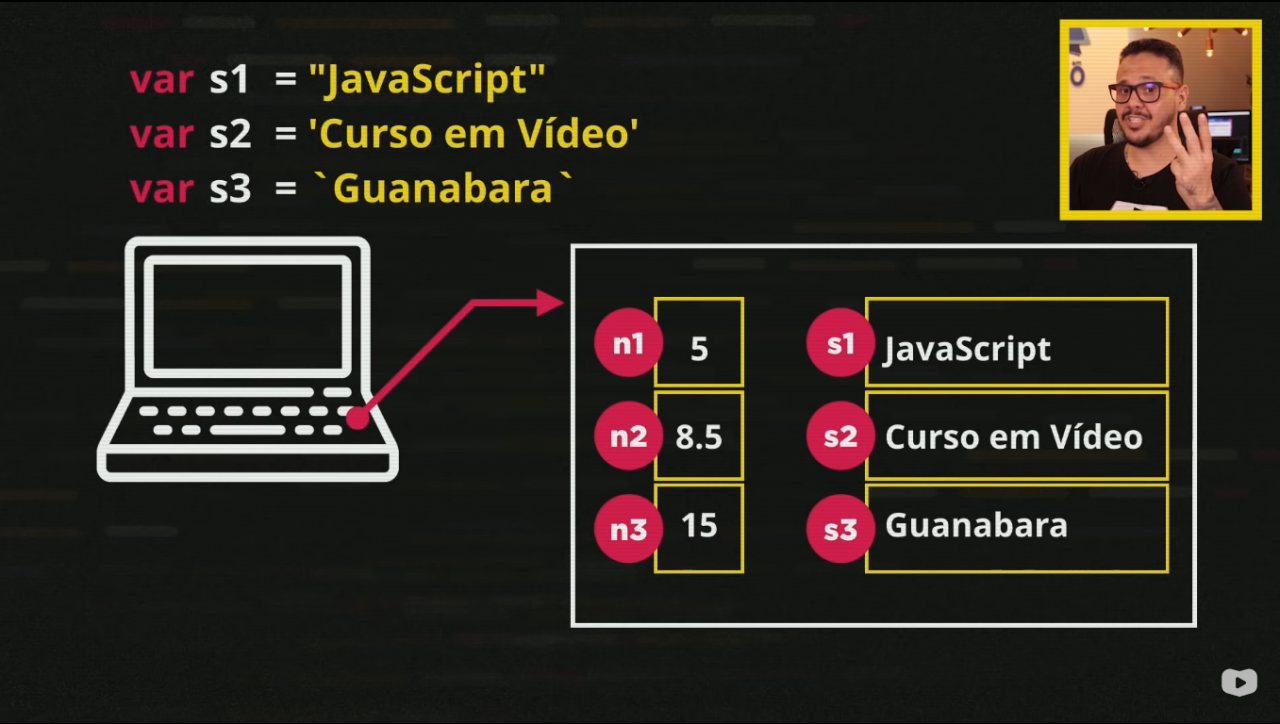 var s1 = "JavaScript"
var s2 = 'Curso em Vídeo'
var s3 = `Guanabara`
n1 5 s1 JavaScript
n2 8.5 s2 Curso em Vídeo
n3 15 s3 Guanabara